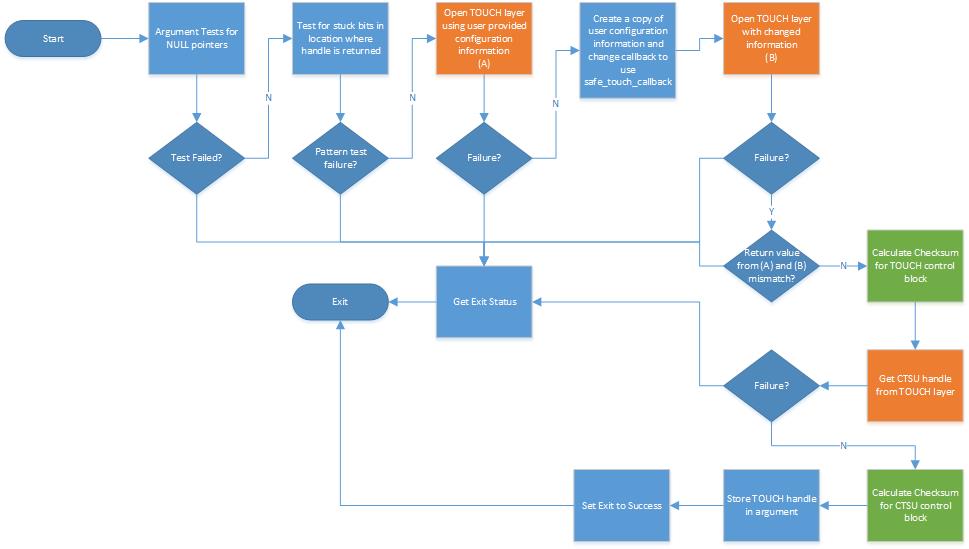 Start
Argument Tests for
NULL pointers
Test for stuck bits in
location where
handle is returned
Open TOUCH layer
using user provided
configuration
information
(A)
Create a copy of
user configuration
information and
change callback to
use
safe_touch_callback
Open TOUCH layer
with changed
information
(B)
N
N
N
Test Failed?
Pattern test
failure?
Failure?
Failure?
Y
Return value
from (A) and (B)
mismatch?
N
Calculate Checksum
for TOUCH control
block
Exit
Get Exit Status
Failure?
Get CTSU handle
from TOUCH layer
N
Set Exit to Success
Store TOUCH handle
in argument
Calculate Checksum
for CTSU control
block